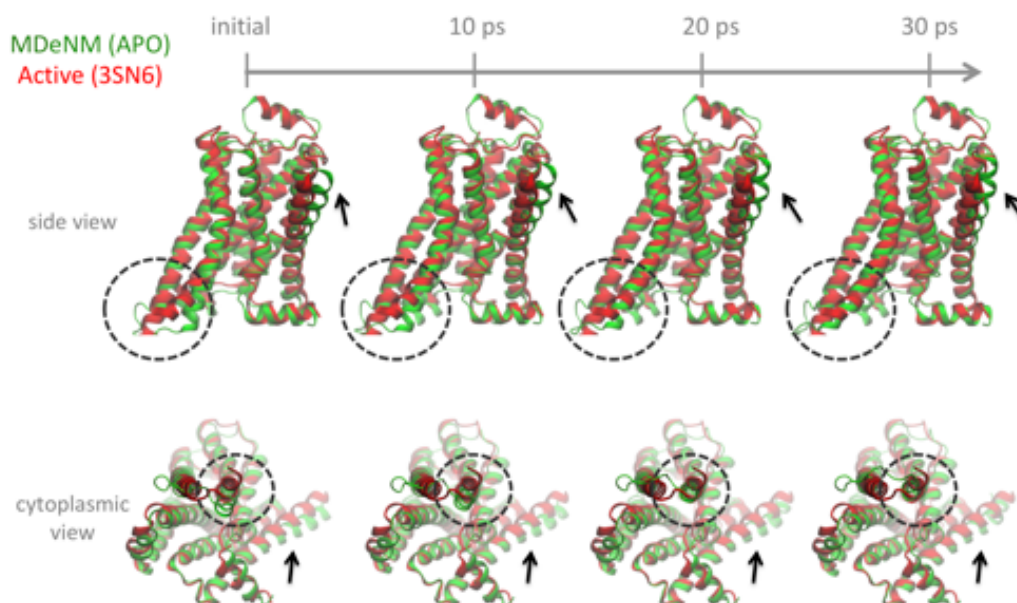 initial 10 ps 20 ps 30 ps
MDeNM (APO)
Active (3SN6)
side view
cytoplasmic
view